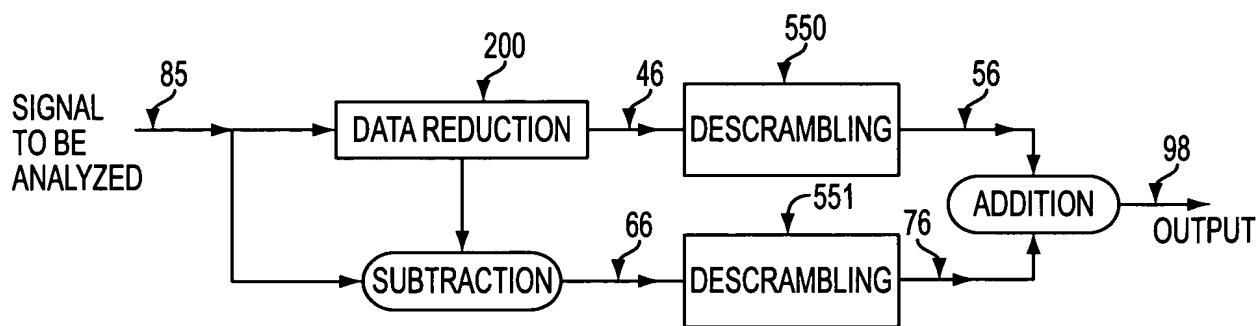 200
550
85
46
56
SIGNAL
TO BE
ANALYZED
DATA REDUCTION
DESCRAMBLING
98
ADDITION
OUTPUT
551
66
76
SUBTRACTION
DESCRAMBLING